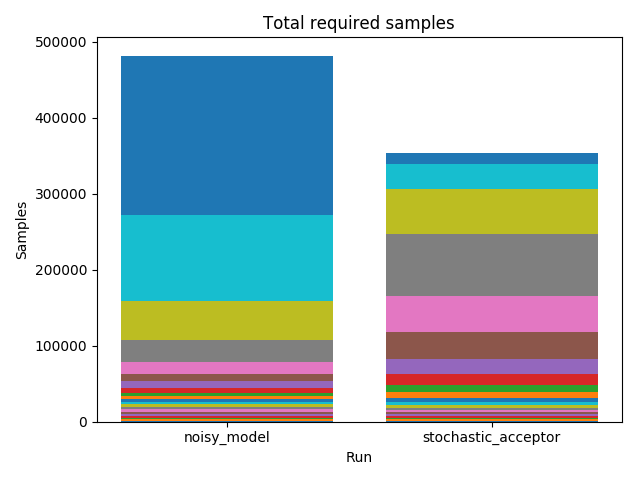 Total required samples
500000
400000
300000
200000
100000
0
Samples
noisy_model
stochastic_acceptor
Run